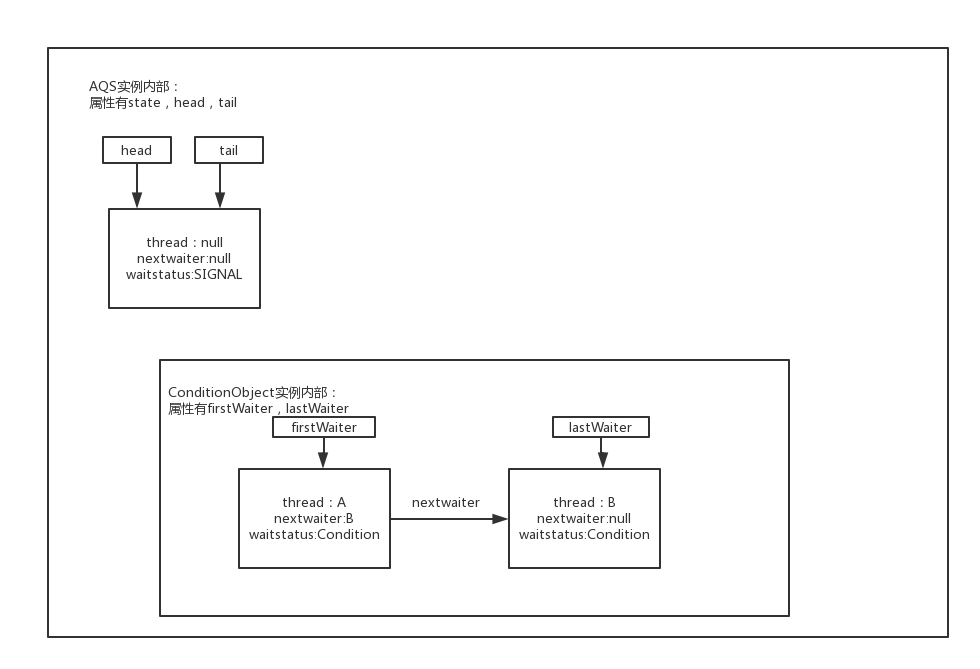 AQS实例内部：
属性有state，head，tail
head
tail
thread：null
nextwaiter:null
waitstatus:SIGNAL
ConditionObject实例内部：
属性有firstWaiter，lastWaiter
firstWaiter
lastWaiter
thread：A
nextwaiter:B
waitstatus:Condition
nextwaiter
thread：B
nextwaiter:null
waitstatus:Condition